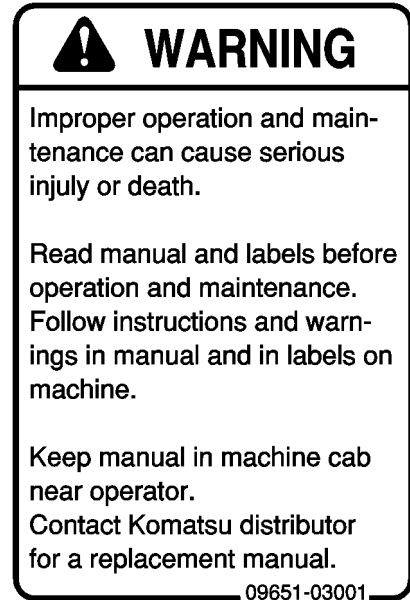 WARNING
Improper operation and main-
tenance can cause serious
injuly or death.
Read manual and labels before
operation and maintenance.
Follow instructions and warn-
ings in manual and in labels on
machine.
Keep manual in machine cab
near operator.
Contact Komatsu distributor
for a replacement manual.
09651-03001